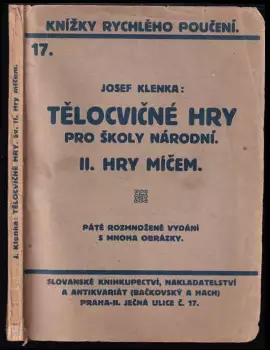 KNÍŽKY RYCHLÉHO POUČENÍ.
17.
JOSEF KLENKA:
TĚLOCVIČNÉ HRY
PRO ŠKOLY NÁRODNÍ.
II. HRY MÍČEM.
PÁTÉ ROZMNOŽENÉ VYDÁNÍ
S MNOHA OBRÁZKY.
SLOVANSKÉ KNIHKUPECTVÍ, NAKLADATELSTVÍ
A ANTIKVARIÁT (BAČKOVSKÝ A HACH)
PRAHA-II. JEČNÁ ULICE Č. 17.
J. Klenka: TĚLOCVIČNÉ HRY. Sv. II. Hry míčem.